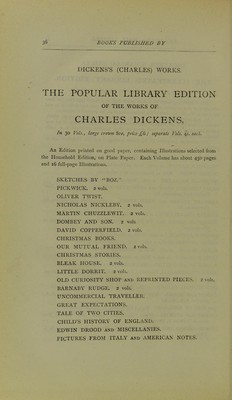 36 BOOKS PUBLISHED BY
DICKENS'S (CHARLES) WORKS.
THE POPULAR LIBRARY EDITION
OF THE WORKS OF
CHARLES DICKENS,
In 30 Vols., large crown 8vo, price £6; separate Vols. 4s. each.
An Edition printed on good paper, containing Illustrations selected from
the Household Edition, on Plate Paper. Each Volume has about 450 pages
and 16 full-page Illustrations.
SKETCHES BY "BOZ."
PICKWICK. 2 vols.
OLIVER TWIST.
NICHOLAS NICKLEBY. 2 vols.
MARTIN CHUZZLEWIT. 2 vols.
DOMBEY AND SON. 2 vols.
DAVID COPPERFIELD. 2 vols.
CHRISTMAS BOOKS.
OUR MUTUAL FRIEND. 2 vols.
CHRISTMAS STORIES.
BLEAK HOUSE. 2 vols.
LITTLE DORRIT. 2 vols.
OLD CURIOSITY SHOP AND REPRINTED PIECES. 2 vols.
BARNABY RUDGE. 2 vols.
UNCOMMERCIAL TRAVELLER.
GREAT EXPECTATIONS.
TALE OF TWO CITIES.
CHILD'S HISTORY OF ENGLAND.
EDWIN DROOD AND MISCELLANIES.
PICTURES FROM ITALY AND AMERICAN NOTES.